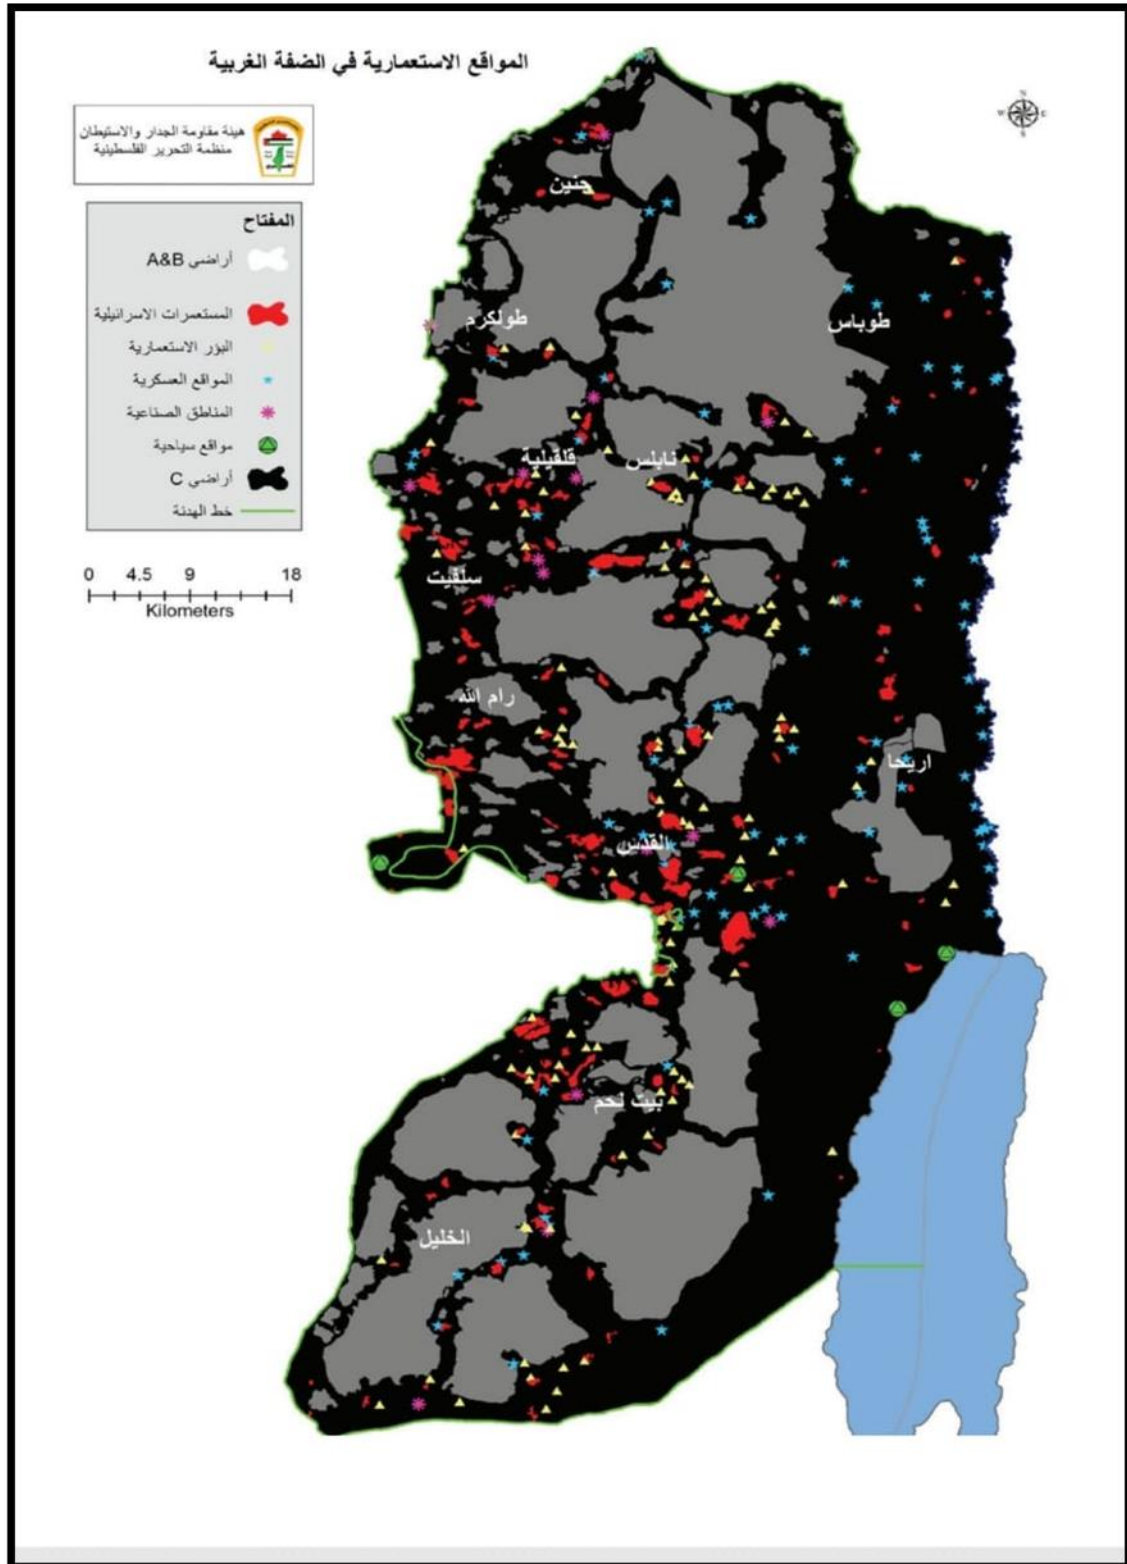 المواقع الاستعمارية في الضفة الغربية
هيئة مقاومة الجدار والاستيطان
منظمة التحرير الفلسطينية
المفتاح
أراضي A&B
المستعمرات الاسرائيلية
البؤر الاستعمارية
المواقع العسكرية
المناطق الصناعية
مواقع سياحية
أراضي C
خط الهدنة
0 4.5 9 18
Kilometers
N
W E
S
جنين
طولكرم
طوباس
قلقيلية
نابلس
سلفيت
رام الله
اريحا
القدس
بيت لحم
الخليل